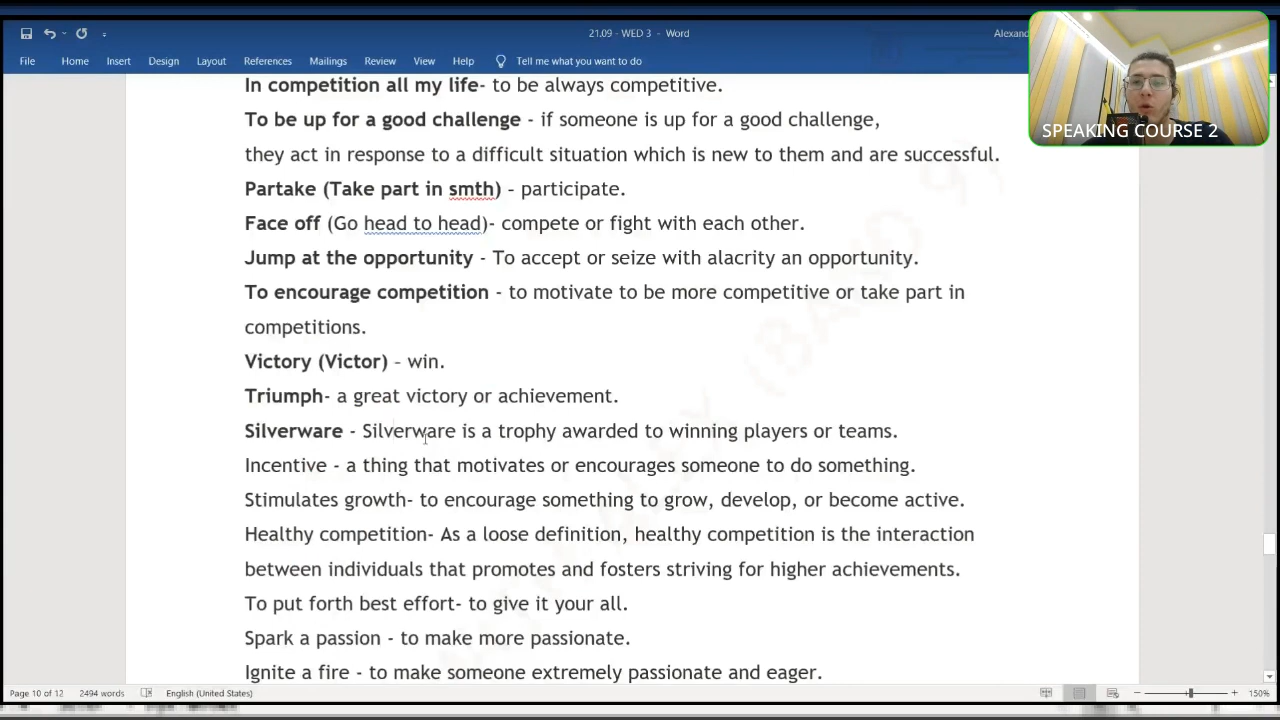 21.09 - WED 3 - Word
File Home Insert Design Layout References Mailings Review View Help Tell me what you want to do
SPEAKING COURSE 2
In competition all my life- to be always competitive.
To be up for a good challenge - if someone is up for a good challenge,
they act in response to a difficult situation which is new to them and are successful.
Partake (Take part in smth) – participate.
Face off (Go head to head)- compete or fight with each other.
Jump at the opportunity - To accept or seize with alacrity an opportunity.
To encourage competition - to motivate to be more competitive or take part in
competitions.
Victory (Victor) – win.
Triumph- a great victory or achievement.
Silverware - Silverware is a trophy awarded to winning players or teams.
Incentive - a thing that motivates or encourages someone to do something.
Stimulates growth- to encourage something to grow, develop, or become active.
Healthy competition- As a loose definition, healthy competition is the interaction
between individuals that promotes and fosters striving for higher achievements.
To put forth best effort- to give it your all.
Spark a passion - to make more passionate.
Ignite a fire - to make someone extremely passionate and eager.
Page 10 of 12 2494 words English (United States) 150%